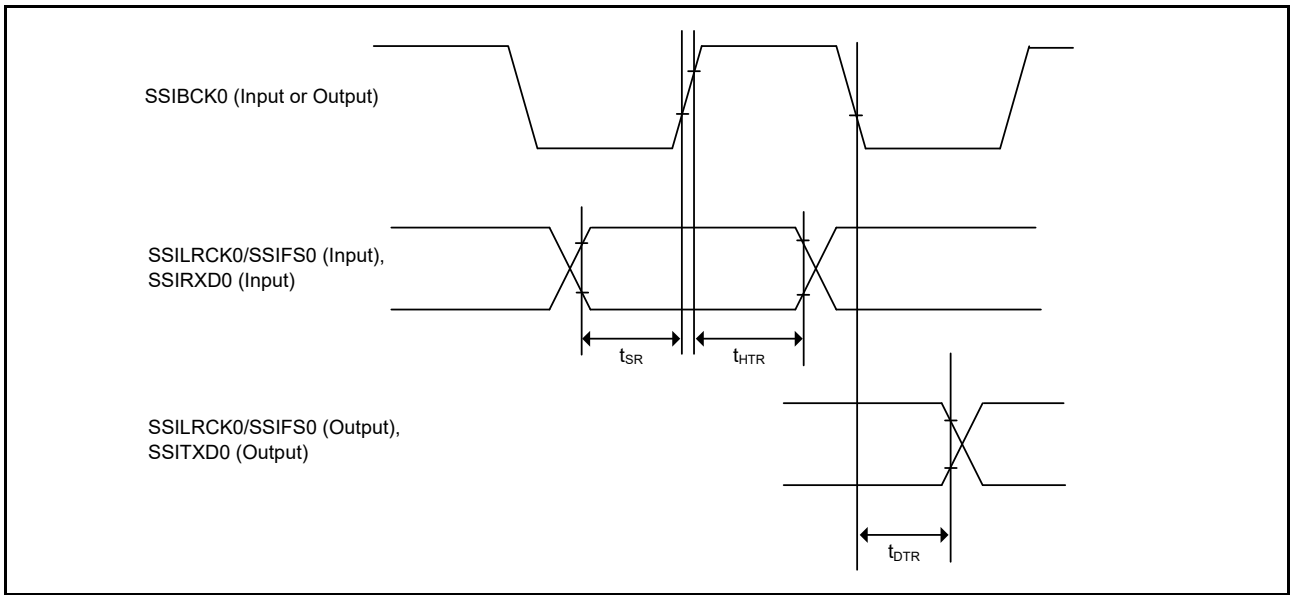 SSIBCK0 (Input or Output)
SSILRCK0/SSIFS0 (Input),
SSIRXD0 (Input)
tSR
tHTR
SSILRCK0/SSIFS0 (Output),
SSITXD0 (Output)
tDTR